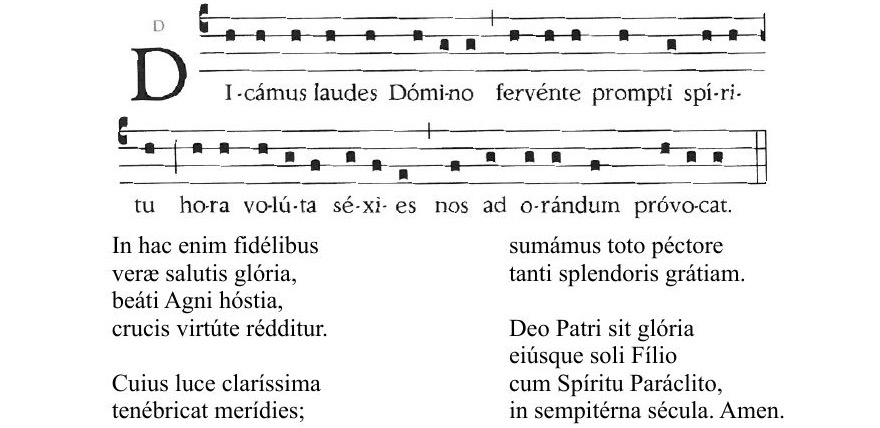 D
DI-cámus laudes Dómi-no fervénte prompti spí-ri-
tu ho-ra vo-lú-ta sé-xi-es nos ad o-rándum próvo-cat.
In hac enim fidélibus
veræ salutis glória,
beáti Agni hóstia,
crucis virtúte rédditur.
Cuius luce claríssima
tenébricat merídies;
sumámus toto péctore
tanti splendoris grátiam.
Deo Patri sit glória
eiúsque soli Fílio
cum Spíritu Paráclito,
in sempitérna sécula. Amen.